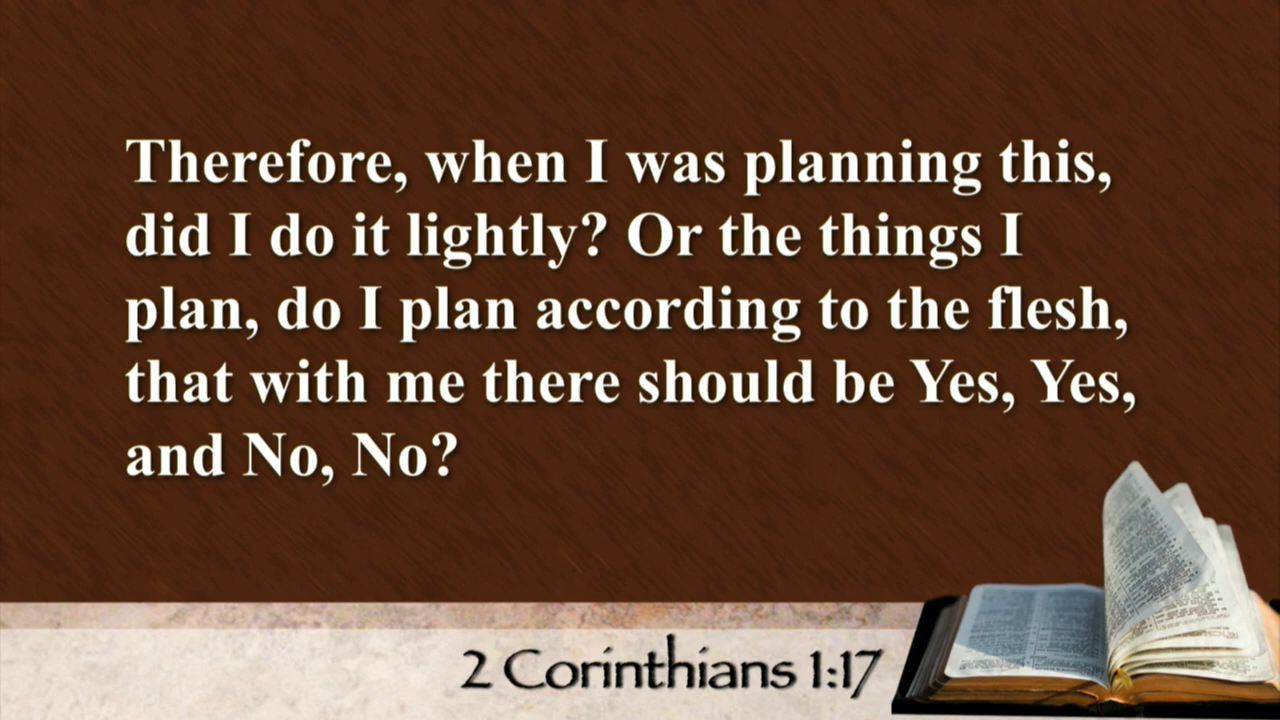 Therefore, when I was planning this,
did I do it lightly? Or the things I
plan, do I plan according to the flesh,
that with me there should be Yes, Yes,
and No, No?
2 Corinthians 1:17